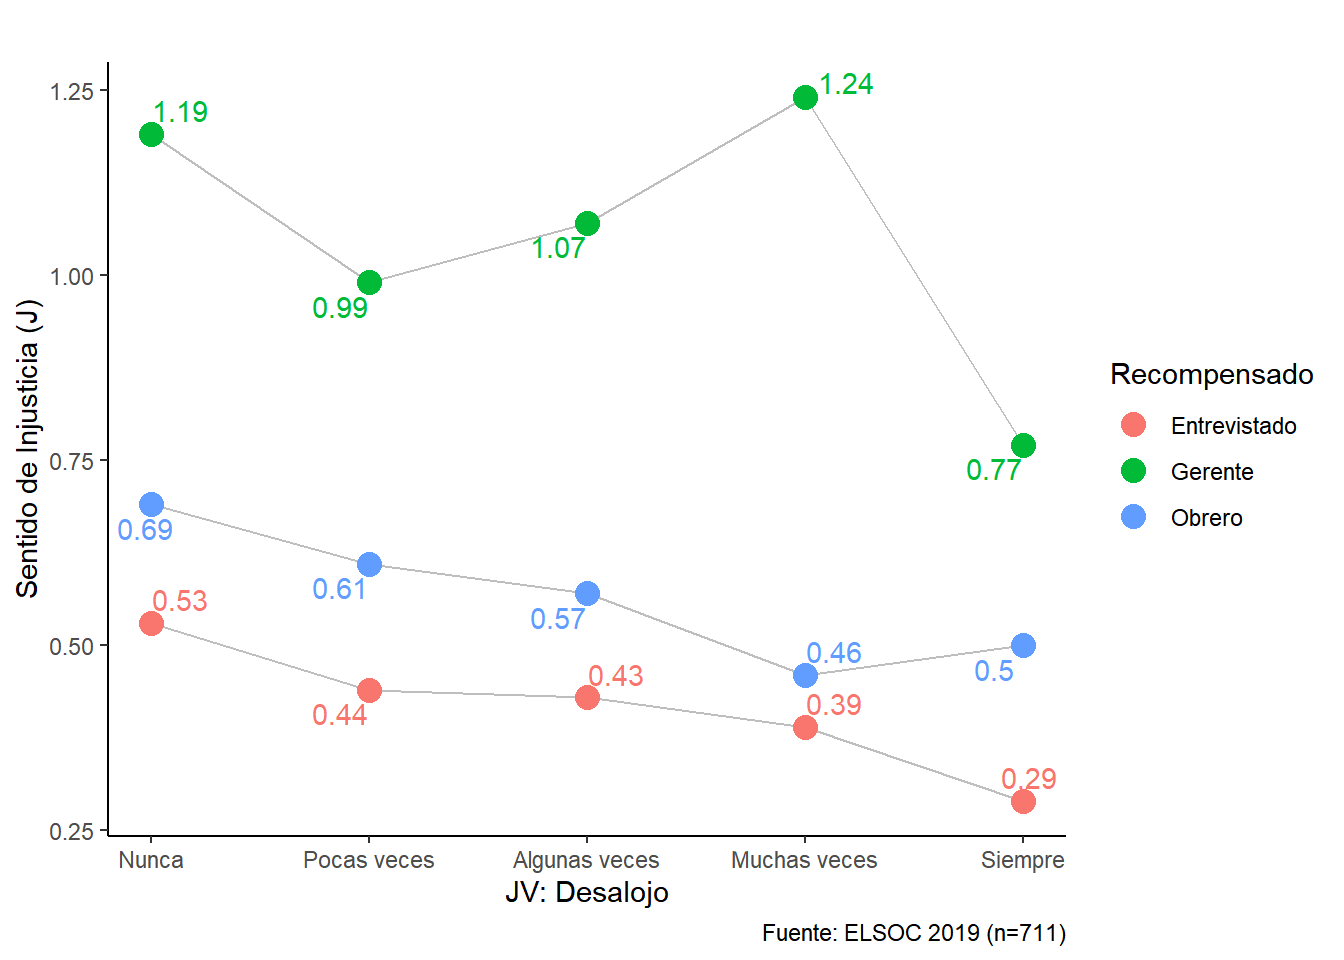 Sentido de Injusticia (J)
1.25
1.00
0.75
0.50
0.25
1.19
0.99
1.07
1.24
0.77
0.69
0.61
0.57
0.46
0.5
0.53
0.44
0.43
0.39
0.29
Nunca
Pocas veces
Algunas veces
Muchas veces
Siempre
JV: Desalojo
Fuente: ELSOC 2019 (n=711)
Recompensado
Entrevistado
Gerente
Obrero